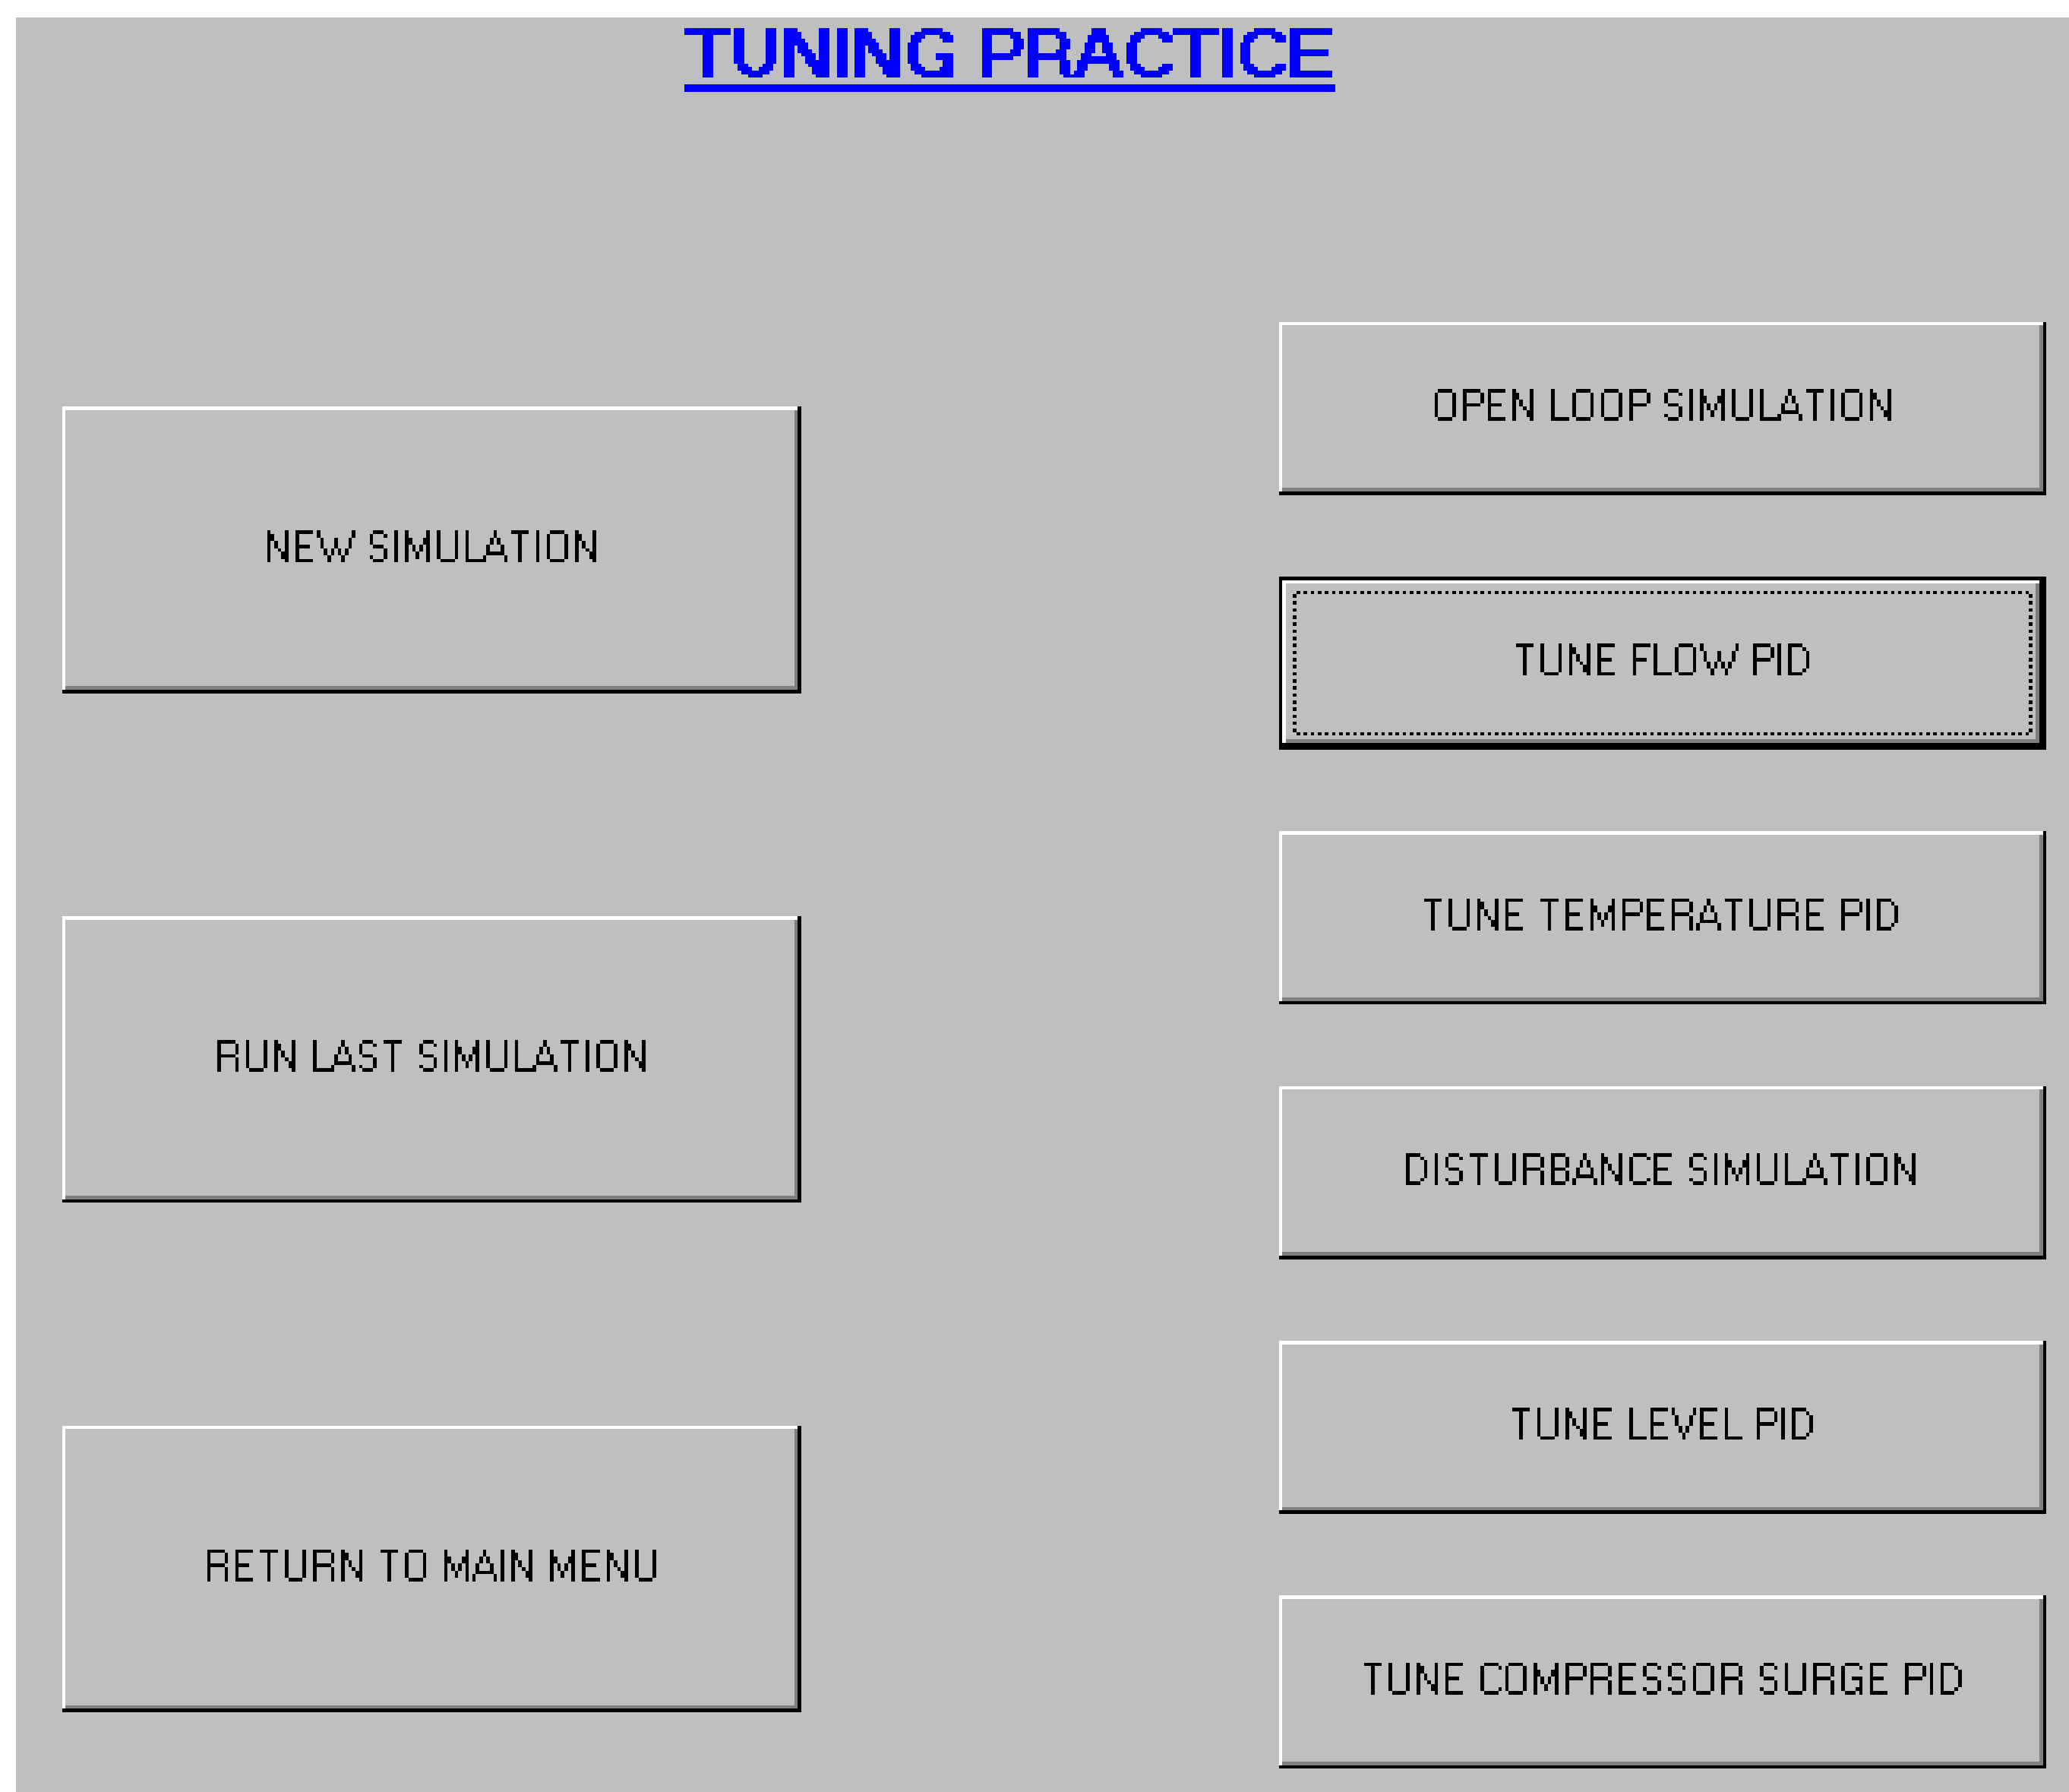 TUNING PRACTICE
NEW SIMULATION
RUN LAST SIMULATION
RETURN TO MAIN MENU
OPEN LOOP SIMULATION
TUNE FLOW PID
TUNE TEMPERATURE PID
DISTURBANCE SIMULATION
TUNE LEVEL PID
TUNE COMPRESSOR SURGE PID